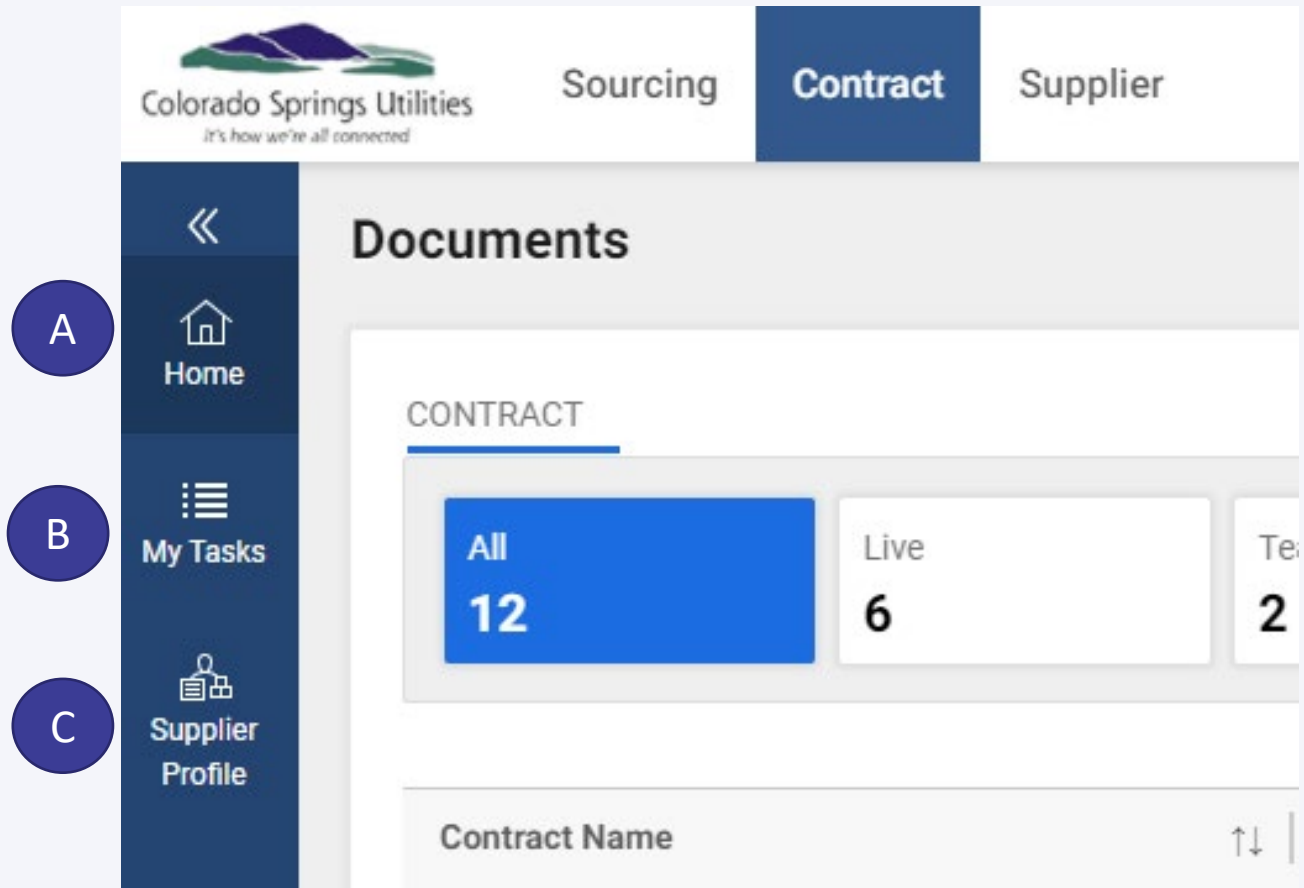 Colorado Springs Utilities
It's how we're all connected
Sourcing
Contract
Supplier
Documents
A
Home
B
My Tasks
C
Supplier
Profile
CONTRACT
All
12
Live
6
2
Contract Name